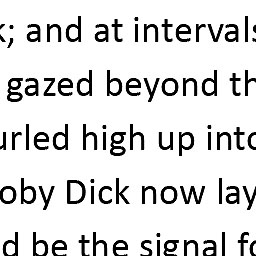 k; and at intervals
gazed beyond th
urled high up into
oby Dick now lay
d be the signal fo